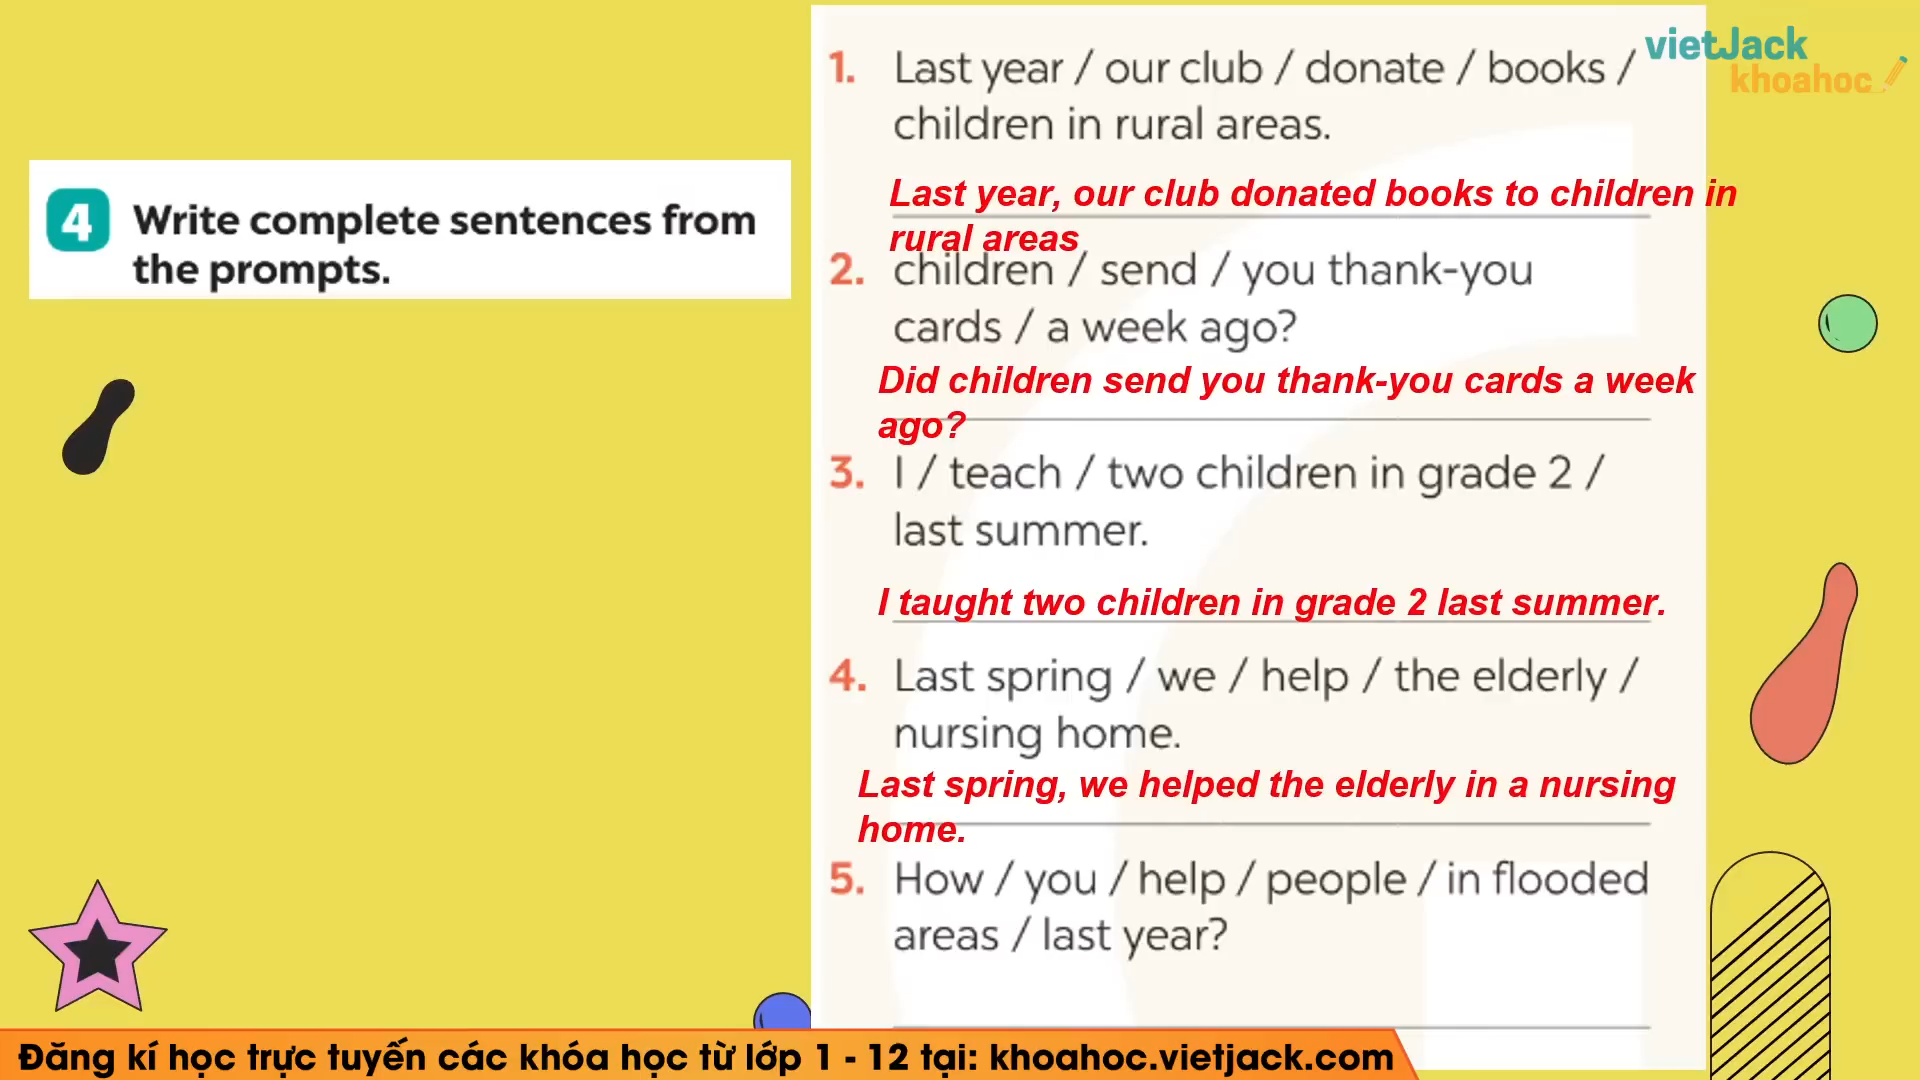 4 Write complete sentences from
the prompts.
vietJack
khoahoc
1. Last year / our club / donate / books /
children in rural areas.
Last year, our club donated books to children in
rural areas
2. children / send / you thank-you
cards / a week ago?
Did children send you thank-you cards a week
ago?
3. I / teach / two children in grade 2 /
last summer.
I taught two children in grade 2 last summer.
4. Last spring / we / help / the elderly /
nursing home.
Last spring, we helped the elderly in a nursing
home.
5. How / you / help / people / in flooded
areas / last year?
Đăng kí học trực tuyến các khóa học từ lớp 1 - 12 tại: khoahoc.vietjack.com